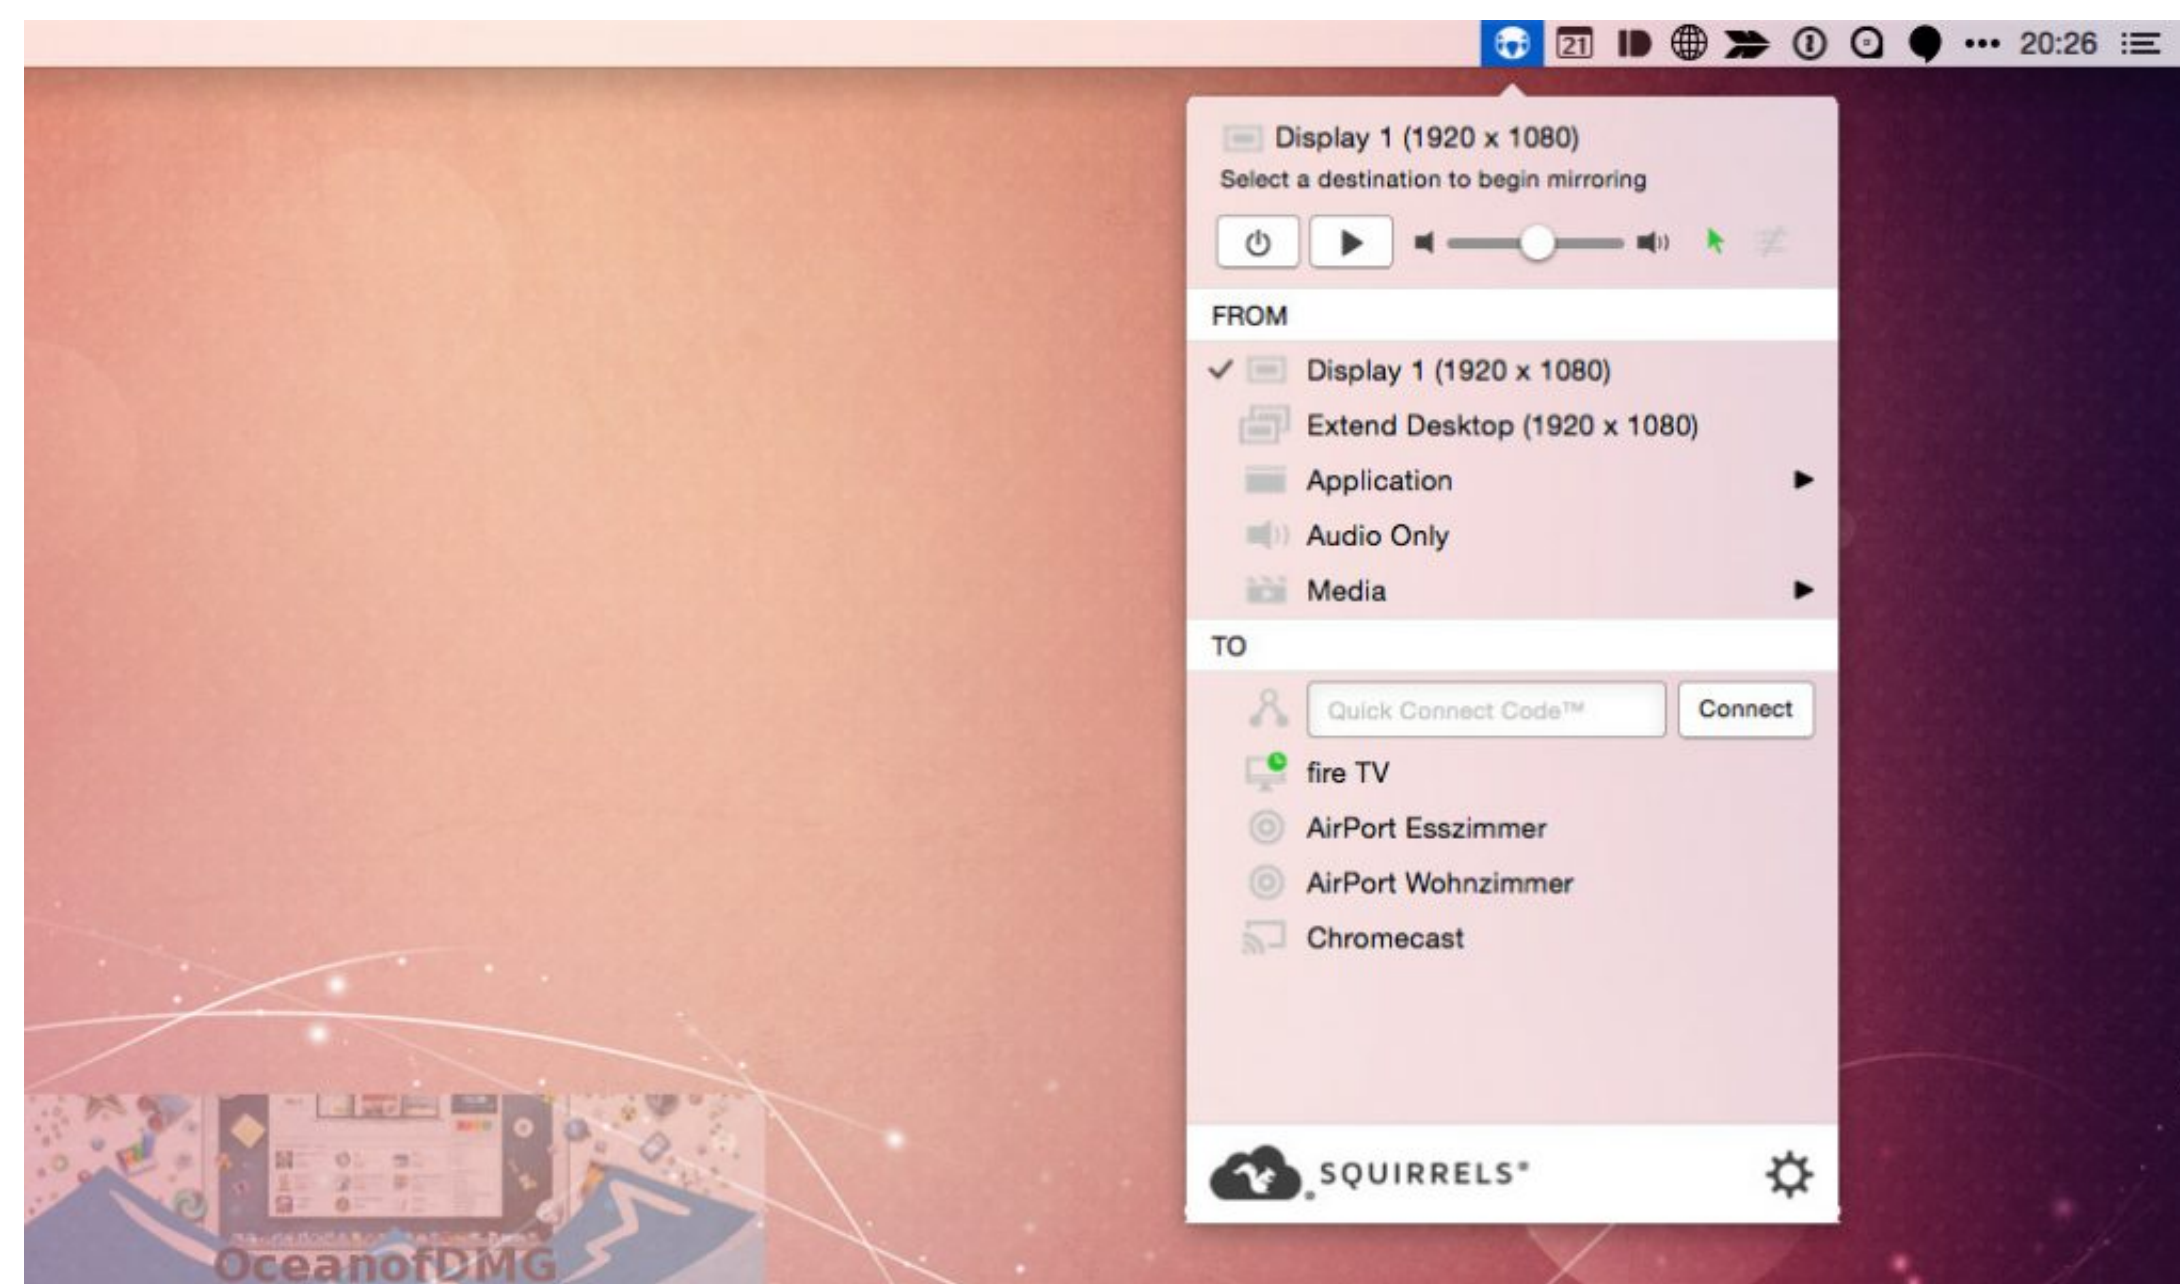 21
20:26
Display 1 (1920 x 1080)
Select a destination to begin mirroring
FROM
Display 1 (1920 x 1080)
Extend Desktop (1920 x 1080)
Application
Audio Only
Media
TO
Quick Connect Code™ Connect
fire TV
AirPort Esszimmer
AirPort Wohnzimmer
Chromecast
SQUIRRELS®
OceanofDMG